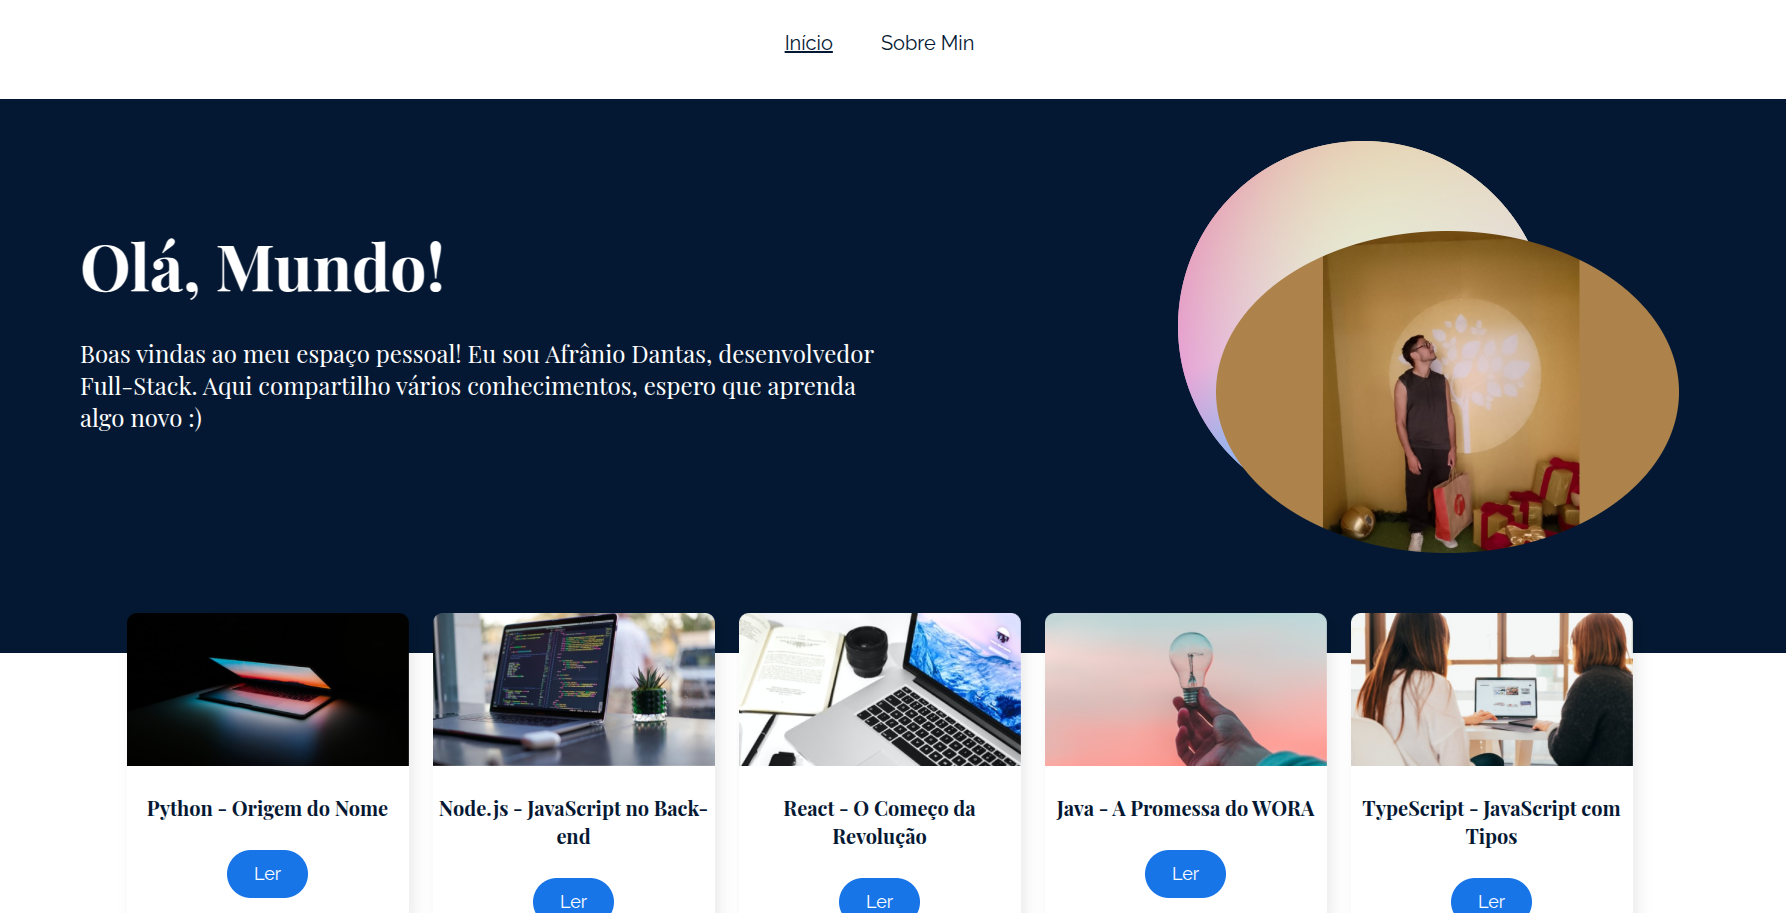 Início Sobre Min
Olá, Mundo!
Boas vindas ao meu espaço pessoal! Eu sou Afrânio Dantas, desenvolvedor
Full-Stack. Aqui compartilho vários conhecimentos, espero que aprenda
algo novo :)
Python - Origem do Nome
Ler
Node.js - JavaScript no Back-
end
Ler
React - O Começo da
Revolução
Ler
Java - A Promessa do WORA
Ler
TypeScript - JavaScript com
Tipos
Ler